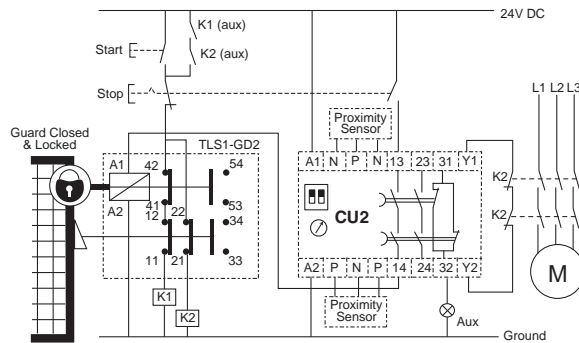 24V DC
K1 (aux)
Start
K2 (aux)
Stop
L1 L2 L3
Proximity
Sensor
Guard Closed
& Locked
TLS1-GD2
A1 42 54
A1 P N P N 13 23 31 Y1
K2
A2 41 53
12 22 34
CU2
K2
11 21 33
A2 P N P 14 24 32 Y2
M
K1
K2
Proximity
Sensor
Aux
Ground